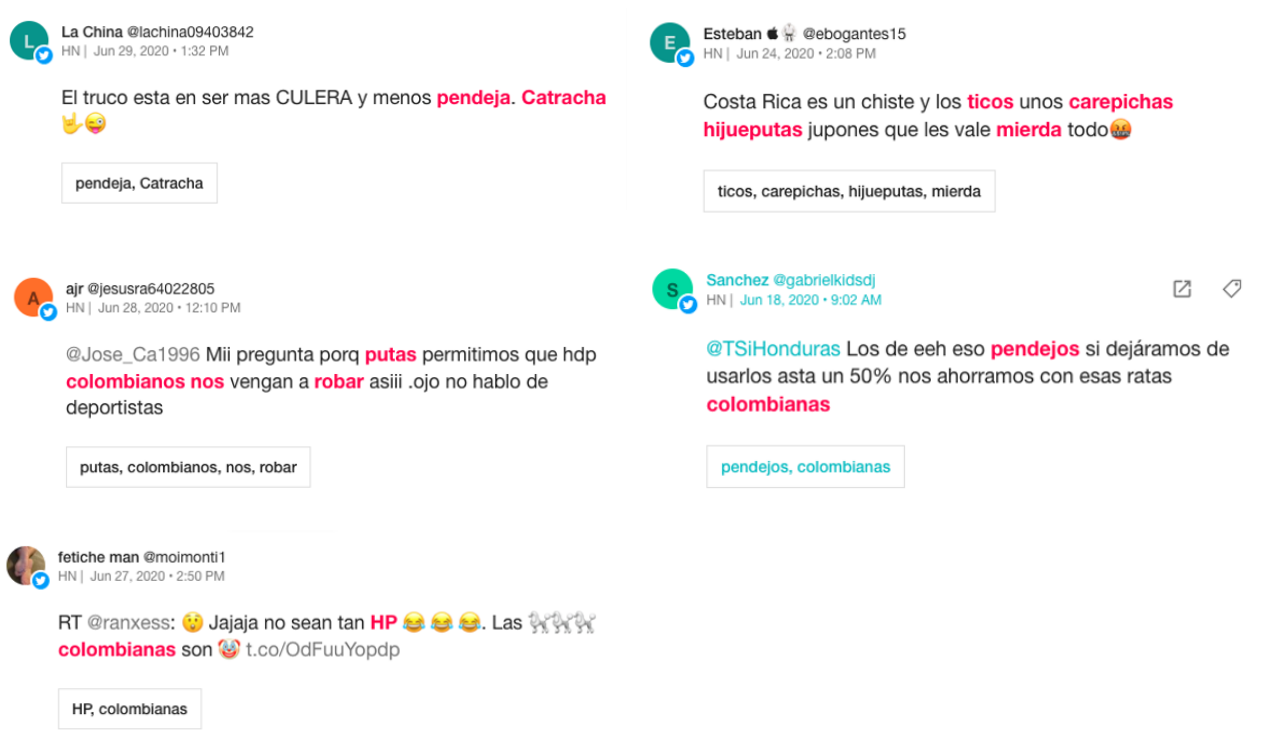 La China @lachina09403842
HN | Jun 29, 2020 • 1:32 PM
El truco esta en ser mas CULERA y menos pendeja. Catracha
🤟😜
pendeja, Catracha
Esteban @ebogantes15
HN | Jun 24, 2020 • 2:08 PM
Costa Rica es un chiste y los ticos unos carepichas
hijueputas jupones que les vale mierda todo🤬
ticos, carepichas, hijueputas, mierda
ajr @jesusra64022805
HN | Jun 28, 2020 • 12:10 PM
@Jose_Ca1996 Mii pregunta porq putas permitimos que hdp
colombianos nos vengan a robar asiii .ojo no hablo de
deportistas
putas, colombianos, nos, robar
Sanchez @gabrielkidsdj
HN | Jun 18, 2020 • 9:02 AM
@TSiHonduras Los de eeh eso pendejos si dejáramos de
usarlos asta un 50% nos ahorramos con esas ratas
colombianas
pendejos, colombianas
fetiche man @moimonti1
HN | Jun 27, 2020 • 2:50 PM
RT @ranxess: 😲 Jajaja no sean tan HP 😂 😂 😂. Las 🐩🐩🐩
colombianas son 🤡 t.co/OdFuuYopdp
HP, colombianas
L
E
A
S